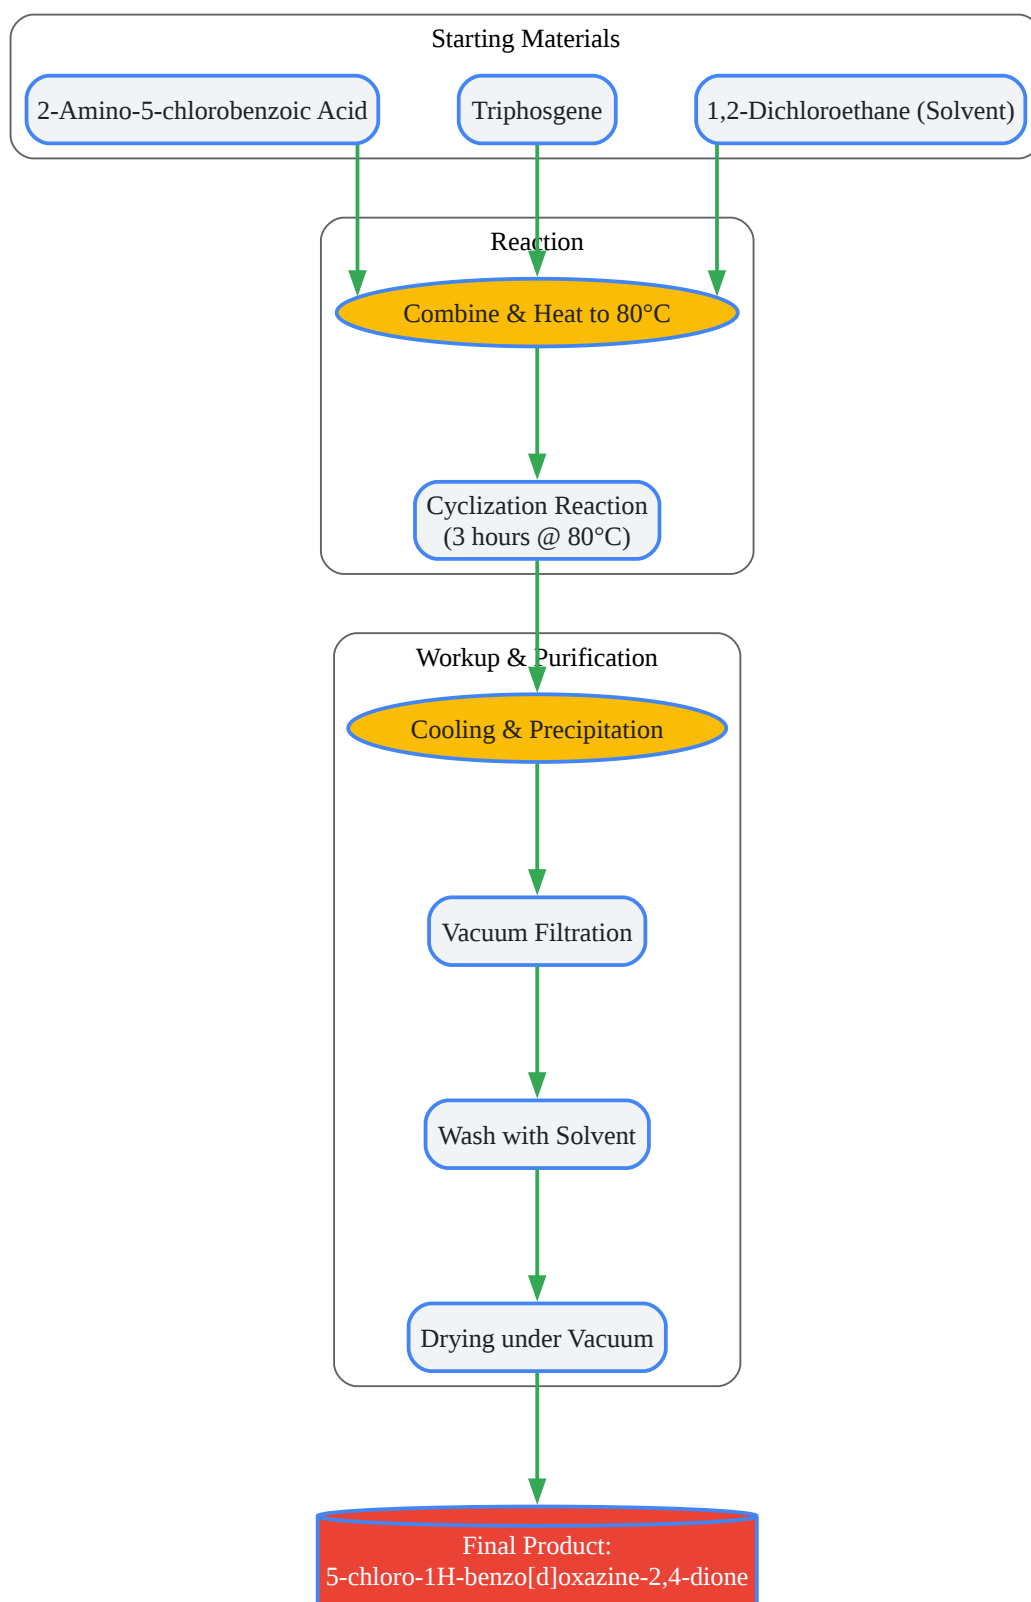 Starting Materials
2-Amino-5-chlorobenzoic Acid
Triphosgene
1,2-Dichloroethane (Solvent)
Reaction
Combine & Heat to 80°C
Cyclization Reaction
(3 hours @ 80°C)
Workup & Purification
Cooling & Precipitation
Vacuum Filtration
Wash with Solvent
Drying under Vacuum
Final Product:
5-chloro-1H-benzo[d]oxazine-2,4-dione